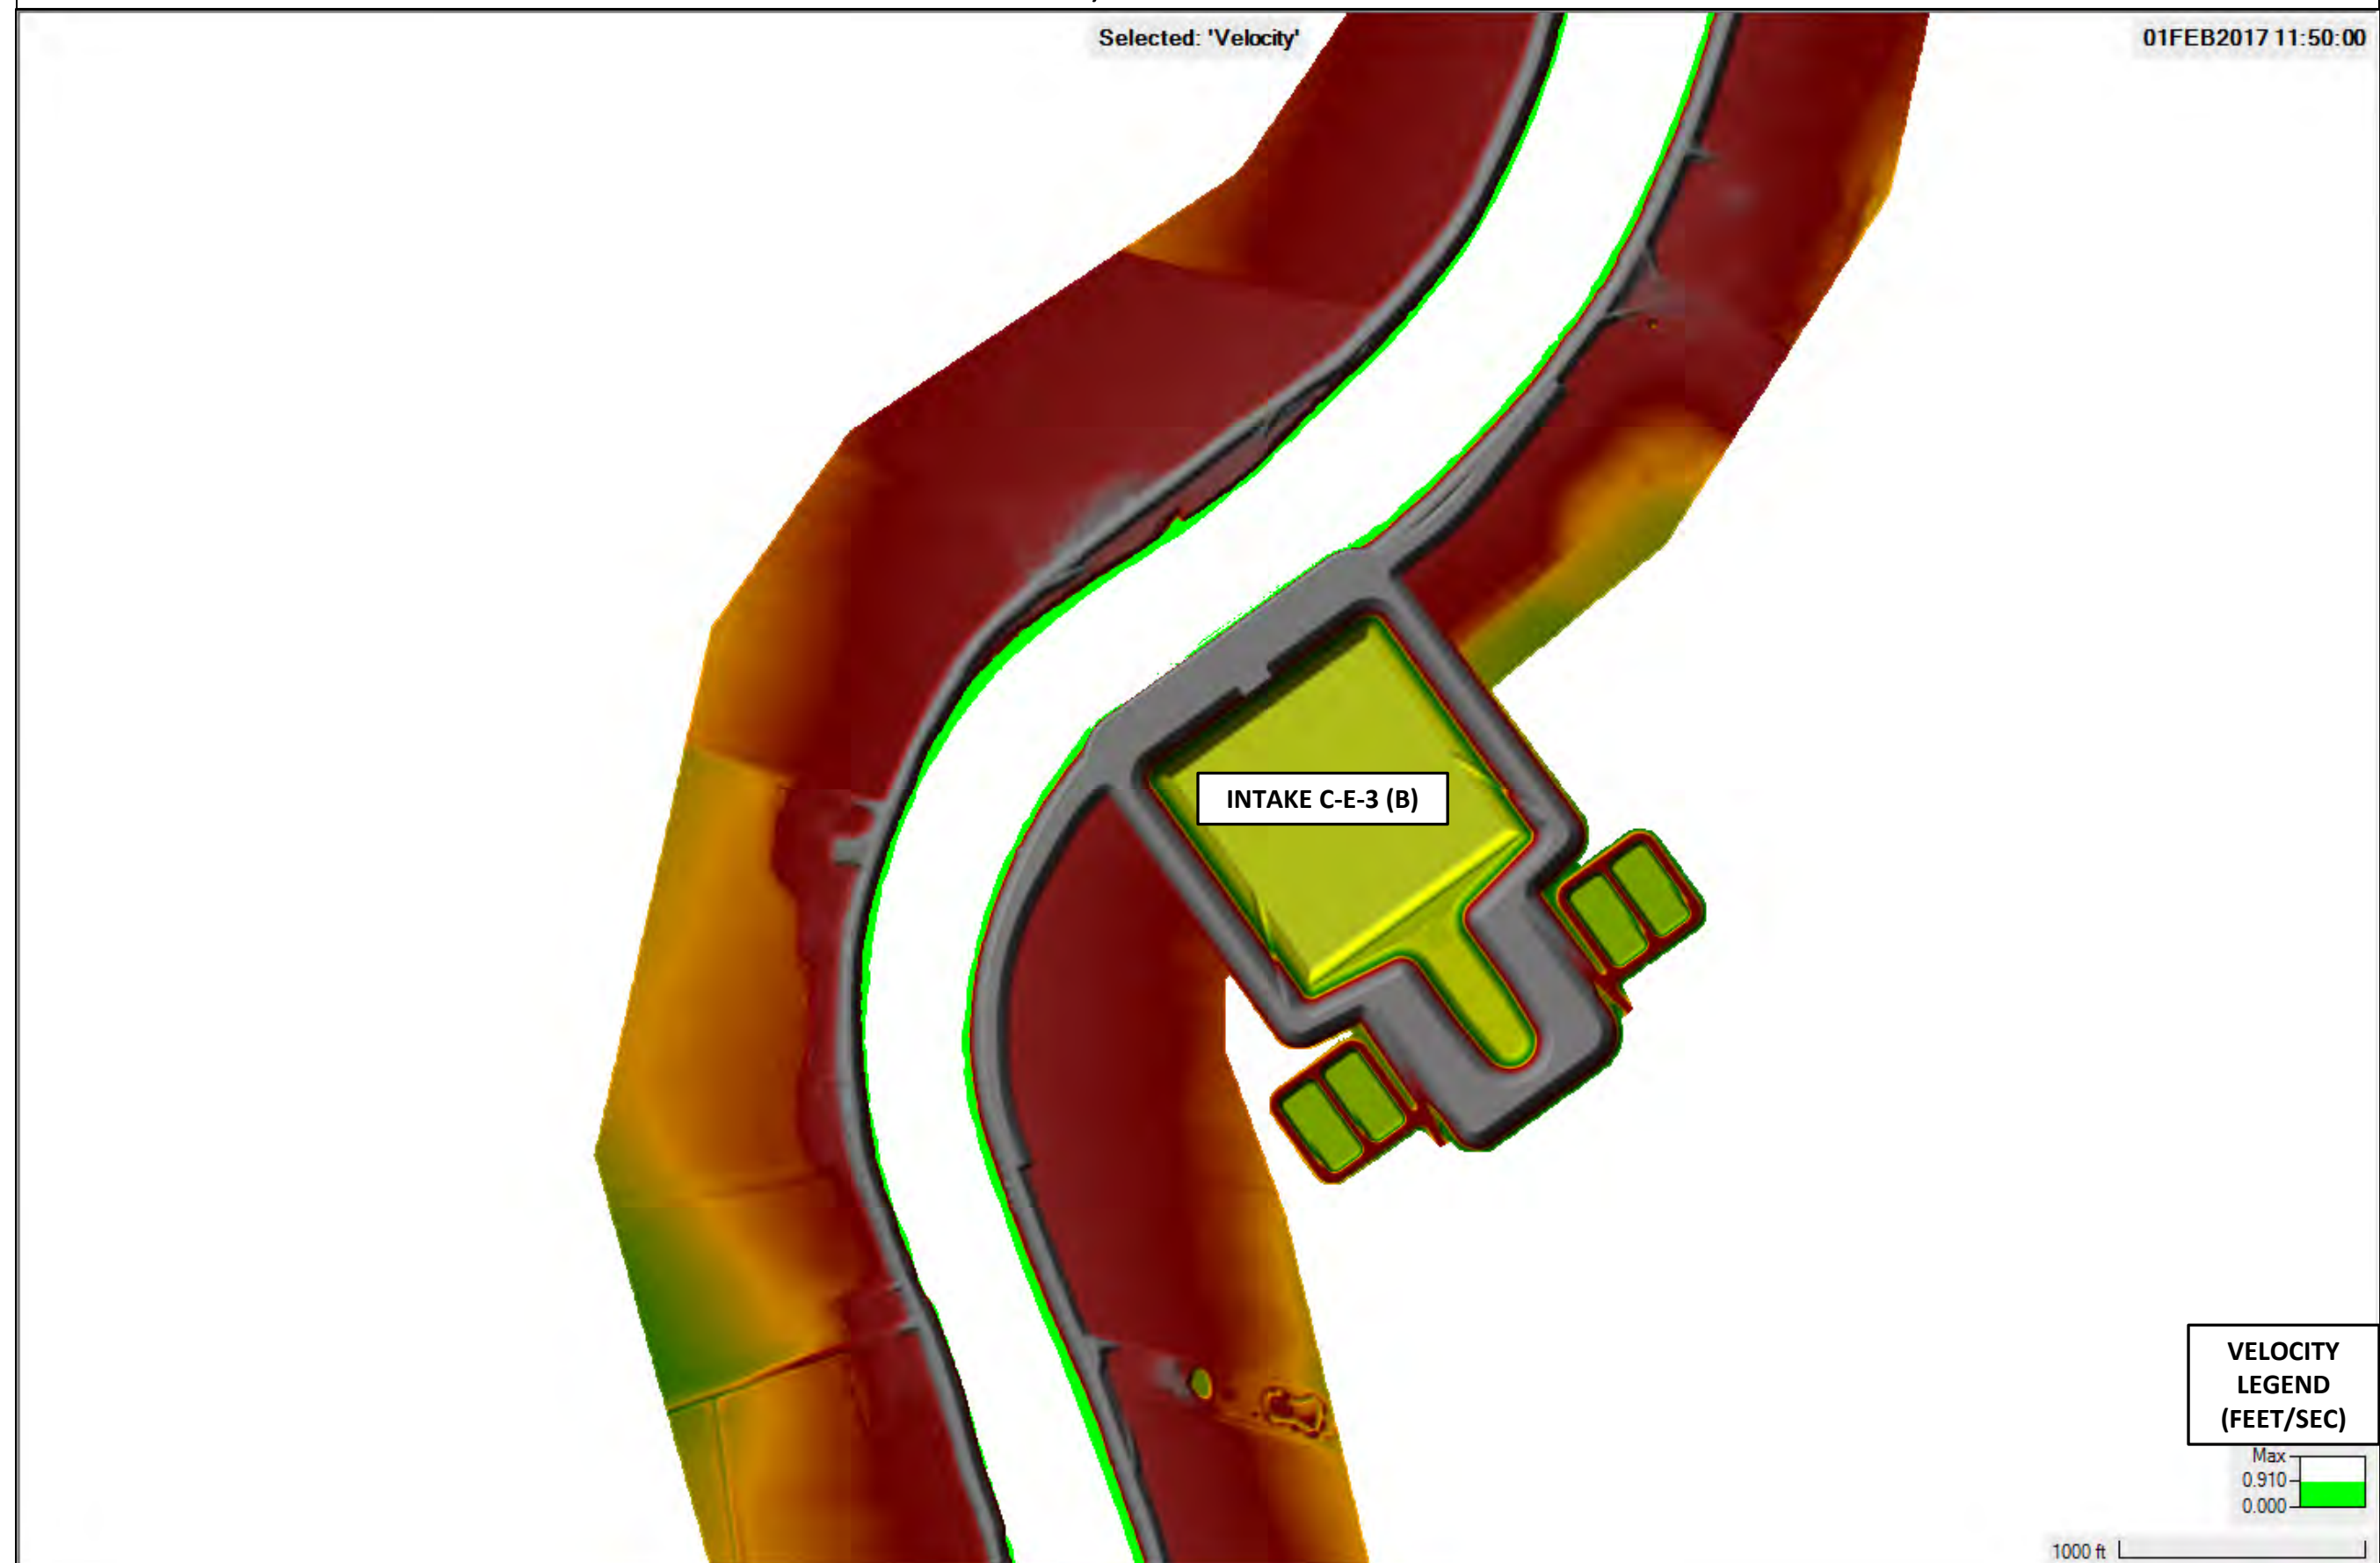 Selected: 'Velocity'
01FEB2017 11:50:00
INTAKE C-E-3 (B)
VELOCITY
LEGEND
(FEET/SEC)
Max
0.910
0.000
1000 ft